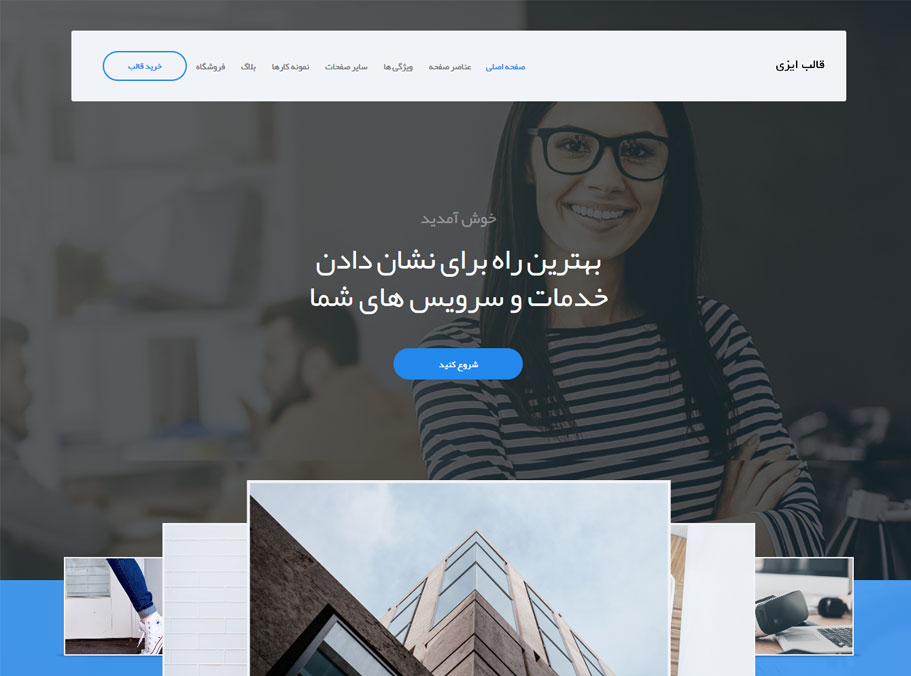 قالب ایزی
صفحه اصلی
عناصر صفحه
ویژگی ها
سایر صفحات
نمونه کارها
بلاگ
فروشگاه
خرید قالب
خوش آمدید
بهترین راه برای نشان دادن
خدمات و سرویس های شما
شروع کنید